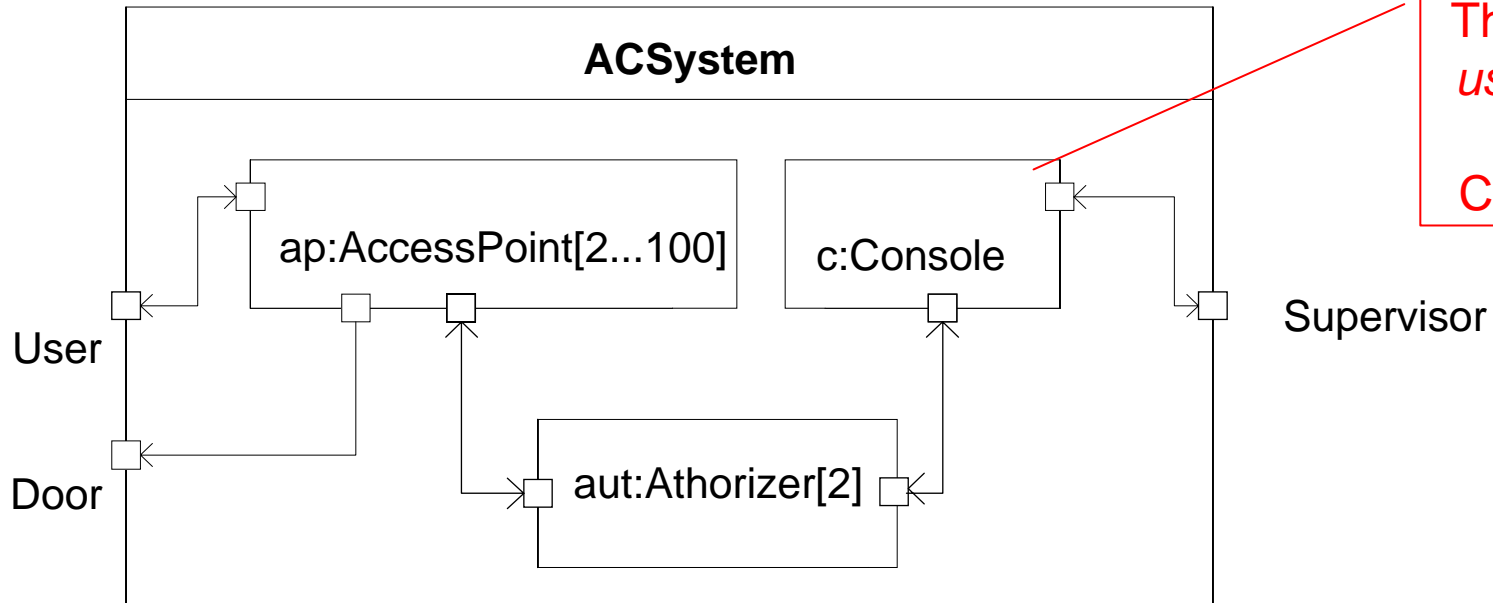 ACSystem
ap:AccessPoint[2...100]
c:Console
User
Supervisor
aut:Athorizer[2]
Door